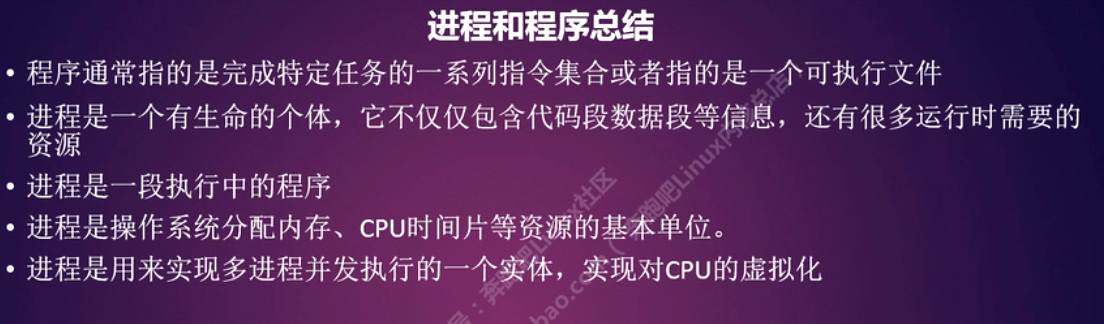 进程和程序总结
• 程序通常指的是完成特定任务的一系列指令集合或者指的是一个可执行文件
• 进程是一个有生命的个体，它不仅仅包含代码段数据段等信息，还有很多运行时需要的
资源
• 进程是一段执行中的程序
• 进程是操作系统分配内存、CPU时间片等资源的基本单位。
• 进程是用来实现多进程并发执行的一个实体，实现对CPU的虚拟化